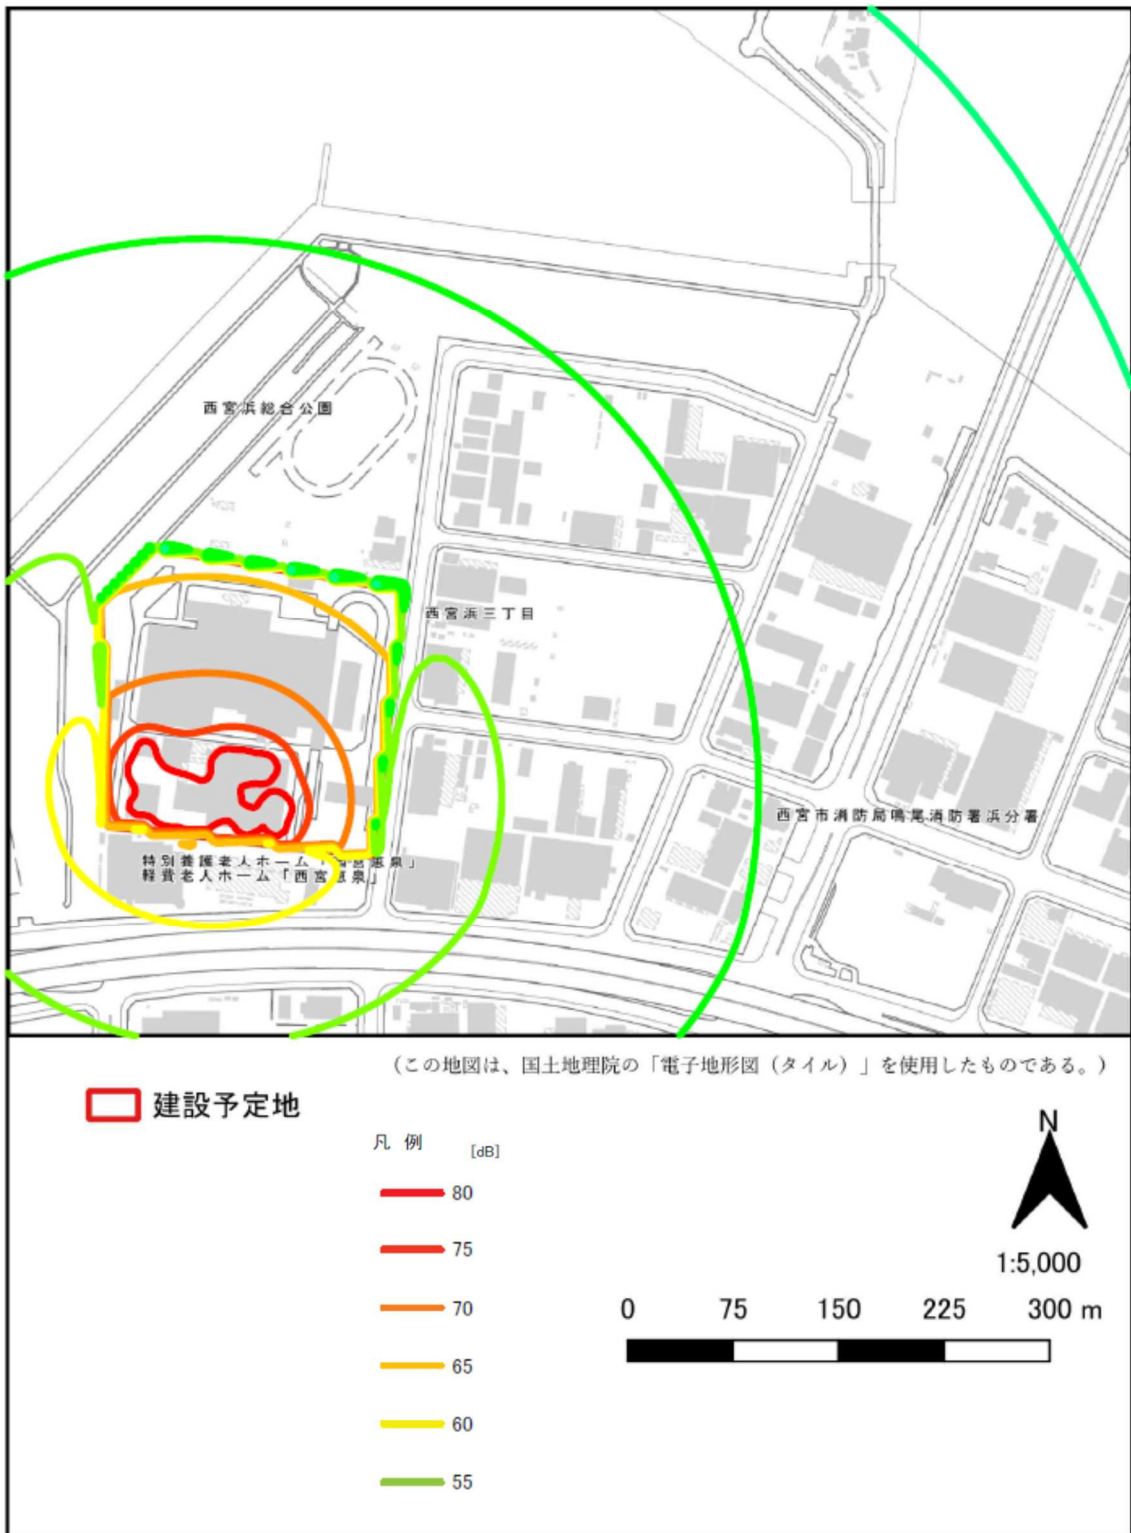 西宮浜総合公園
西宮浜三丁目
西宮市消防局鳴尾消防署浜分署
特別養護老人ホーム「西宮恵泉」
軽費老人ホーム「西宮恵泉」
(この地図は、国土地理院の「電子地形図(タイル)」を使用したものである。)
建設予定地
凡 例 [dB]
80
75
70
65
60
55
N
1:5,000
0 75 150 225 300 m